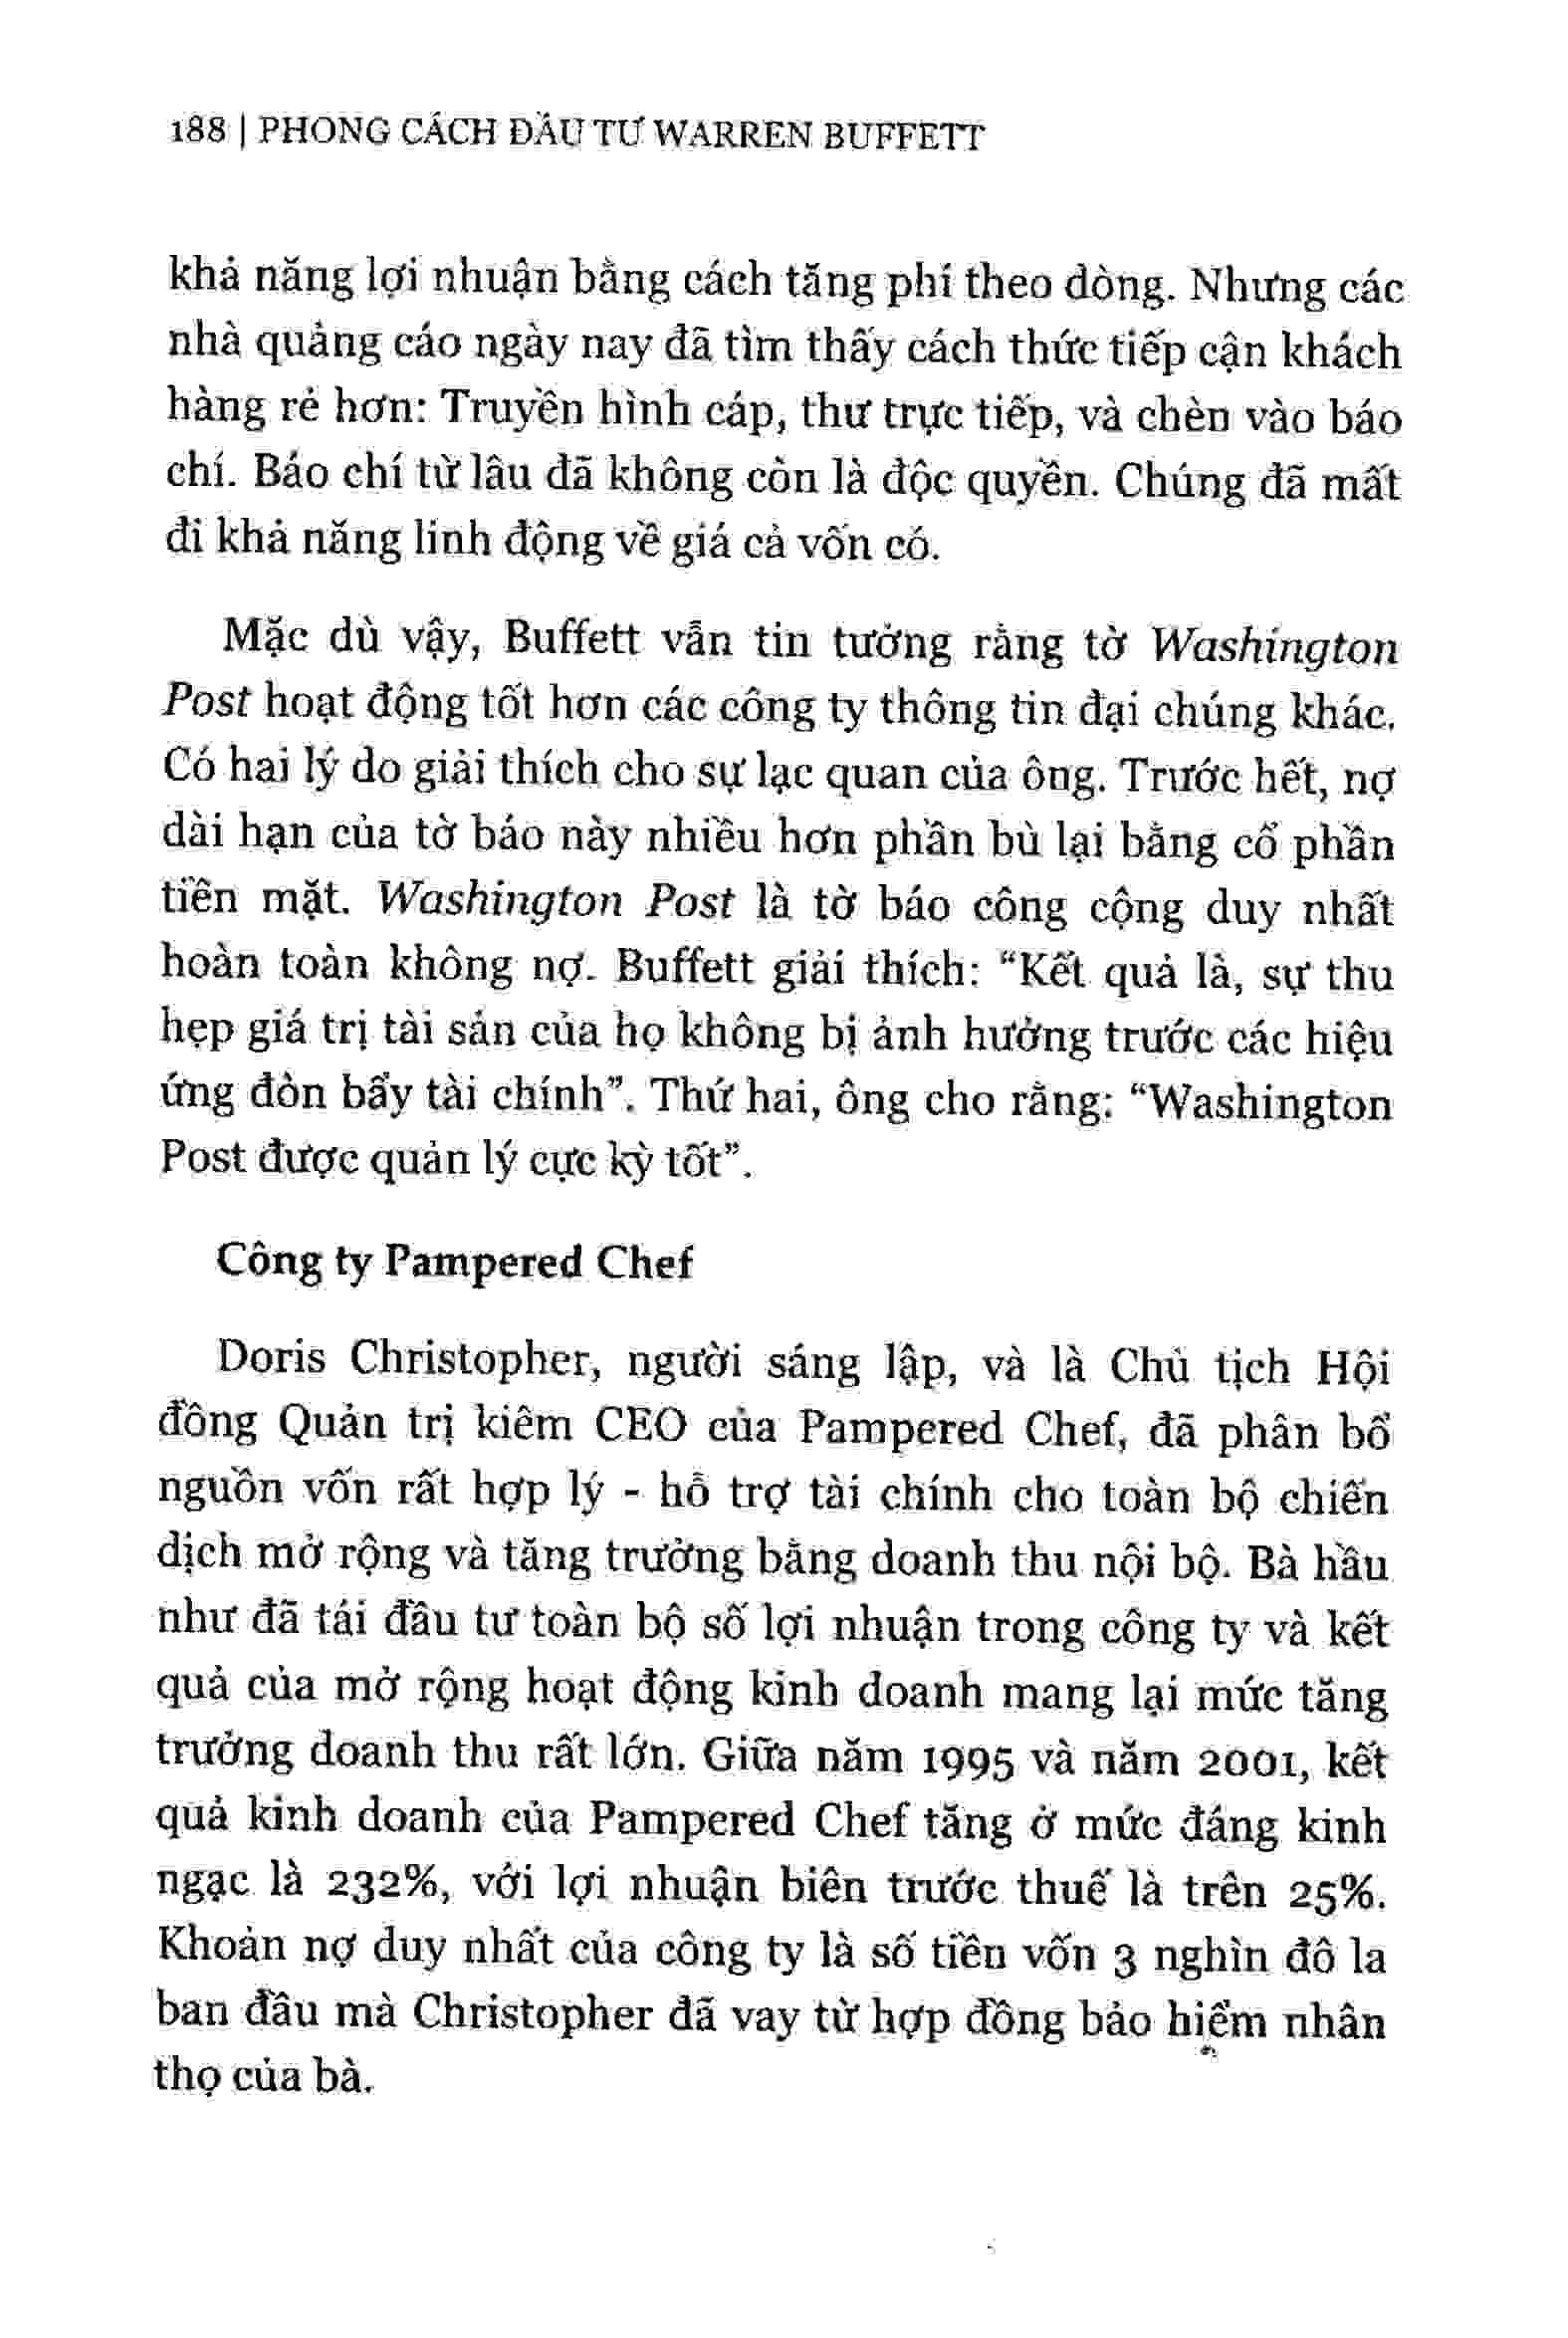 188 | PHONG CÁCH ĐẦU TƯ WARREN BUFFETT
khả năng lợi nhuận bằng cách tăng phí theo dòng. Nhưng các
nhà quảng cáo ngày nay đã tìm thấy cách thức tiếp cận khách
hàng rẻ hơn: Truyền hình cáp, thư trực tiếp, và chèn vào báo
chí. Báo chí từ lâu đã không còn là độc quyền. Chúng đã mất
đi khả năng linh động về giá cả vốn có.
Mặc dù vậy, Buffett vẫn tin tưởng rằng tờ Washington
Post hoạt động tốt hơn các công ty thông tin đại chúng khác.
Có hai lý do giải thích cho sự lạc quan của ông. Trước hết, nợ
dài hạn của tờ báo này nhiều hơn phần bù lại bằng cổ phần
tiền mặt. Washington Post là tờ báo công cộng duy nhất
hoàn toàn không nợ. Buffett giải thích: “Kết quả là, sự thu
hẹp giá trị tài sản của họ không bị ảnh hưởng trước các hiệu
ứng đòn bẩy tài chính”. Thứ hai, ông cho rằng: “Washington
Post được quản lý cực kỳ tốt”.
Công ty Pampered Chef
Doris Christopher, người sáng lập, và là Chủ tịch Hội
đồng Quản trị kiêm CEO của Pampered Chef, đã phân bổ
nguồn vốn rất hợp lý - hỗ trợ tài chính cho toàn bộ chiến
dịch mở rộng và tăng trưởng bằng doanh thu nội bộ. Bà hầu
như đã tái đầu tư toàn bộ số lợi nhuận trong công ty và kết
quả của mở rộng hoạt động kinh doanh mang lại mức tăng
trưởng doanh thu rất lớn. Giữa năm 1995 và năm 2001, kết
quả kinh doanh của Pampered Chef tăng ở mức đáng kinh
ngạc là 232%, với lợi nhuận biên trước thuế là trên 25%.
Khoản nợ duy nhất của công ty là số tiền vốn 3 nghìn đô la
ban đầu mà Christopher đã vay từ hợp đồng bảo hiểm nhân
thọ của bà.